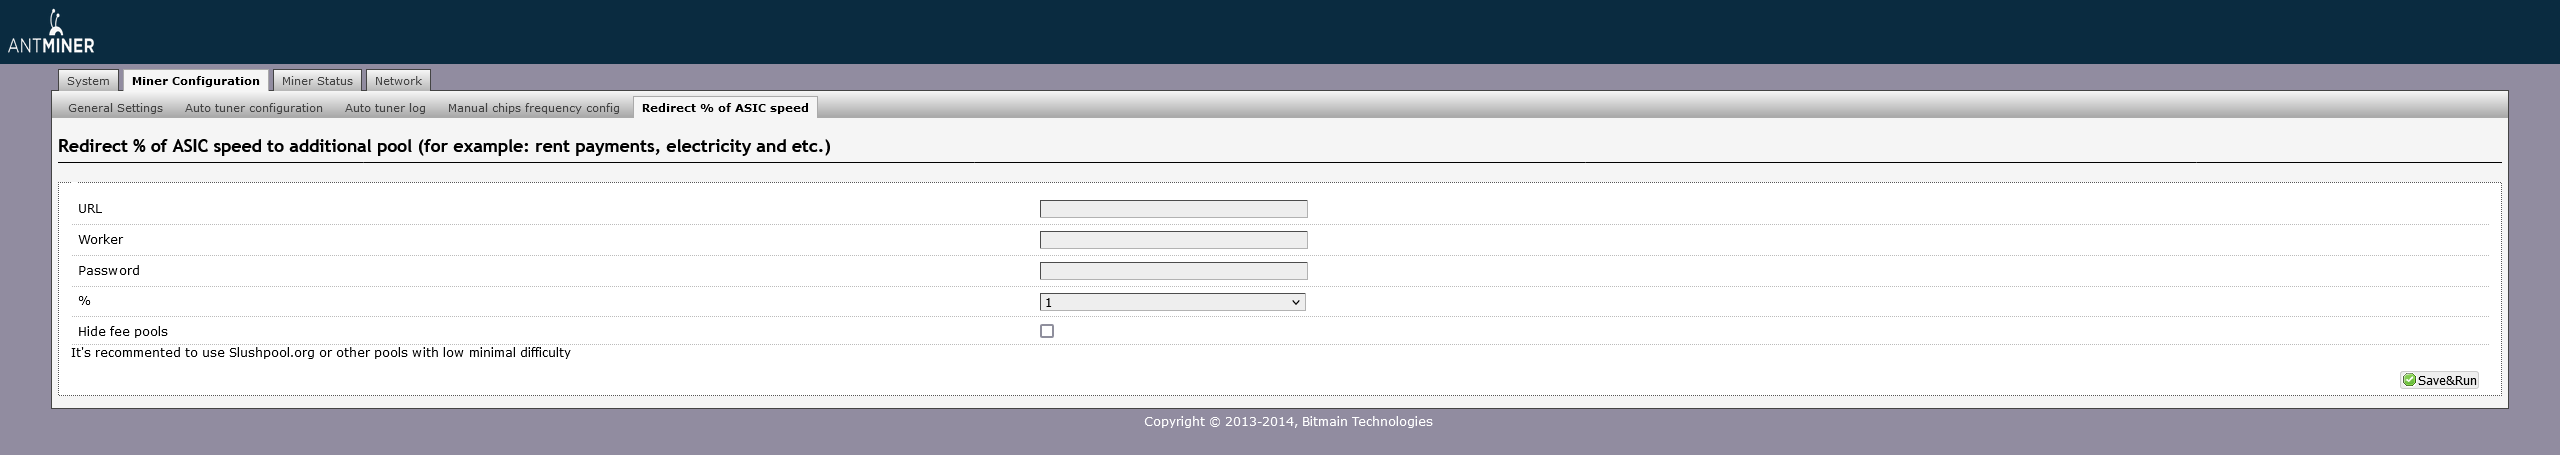 ANTMINER
System Miner Configuration Miner Status Network
General Settings Auto tuner configuration Auto tuner log Manual chips frequency config Redirect % of ASIC speed
Redirect % of ASIC speed to additional pool (for example: rent payments, electricity and etc.)
URL
Worker
Password
% 1
Hide fee pools
It's recommented to use Slushpool.org or other pools with low minimal difficulty
Save&Run
Copyright © 2013-2014, Bitmain Technologies